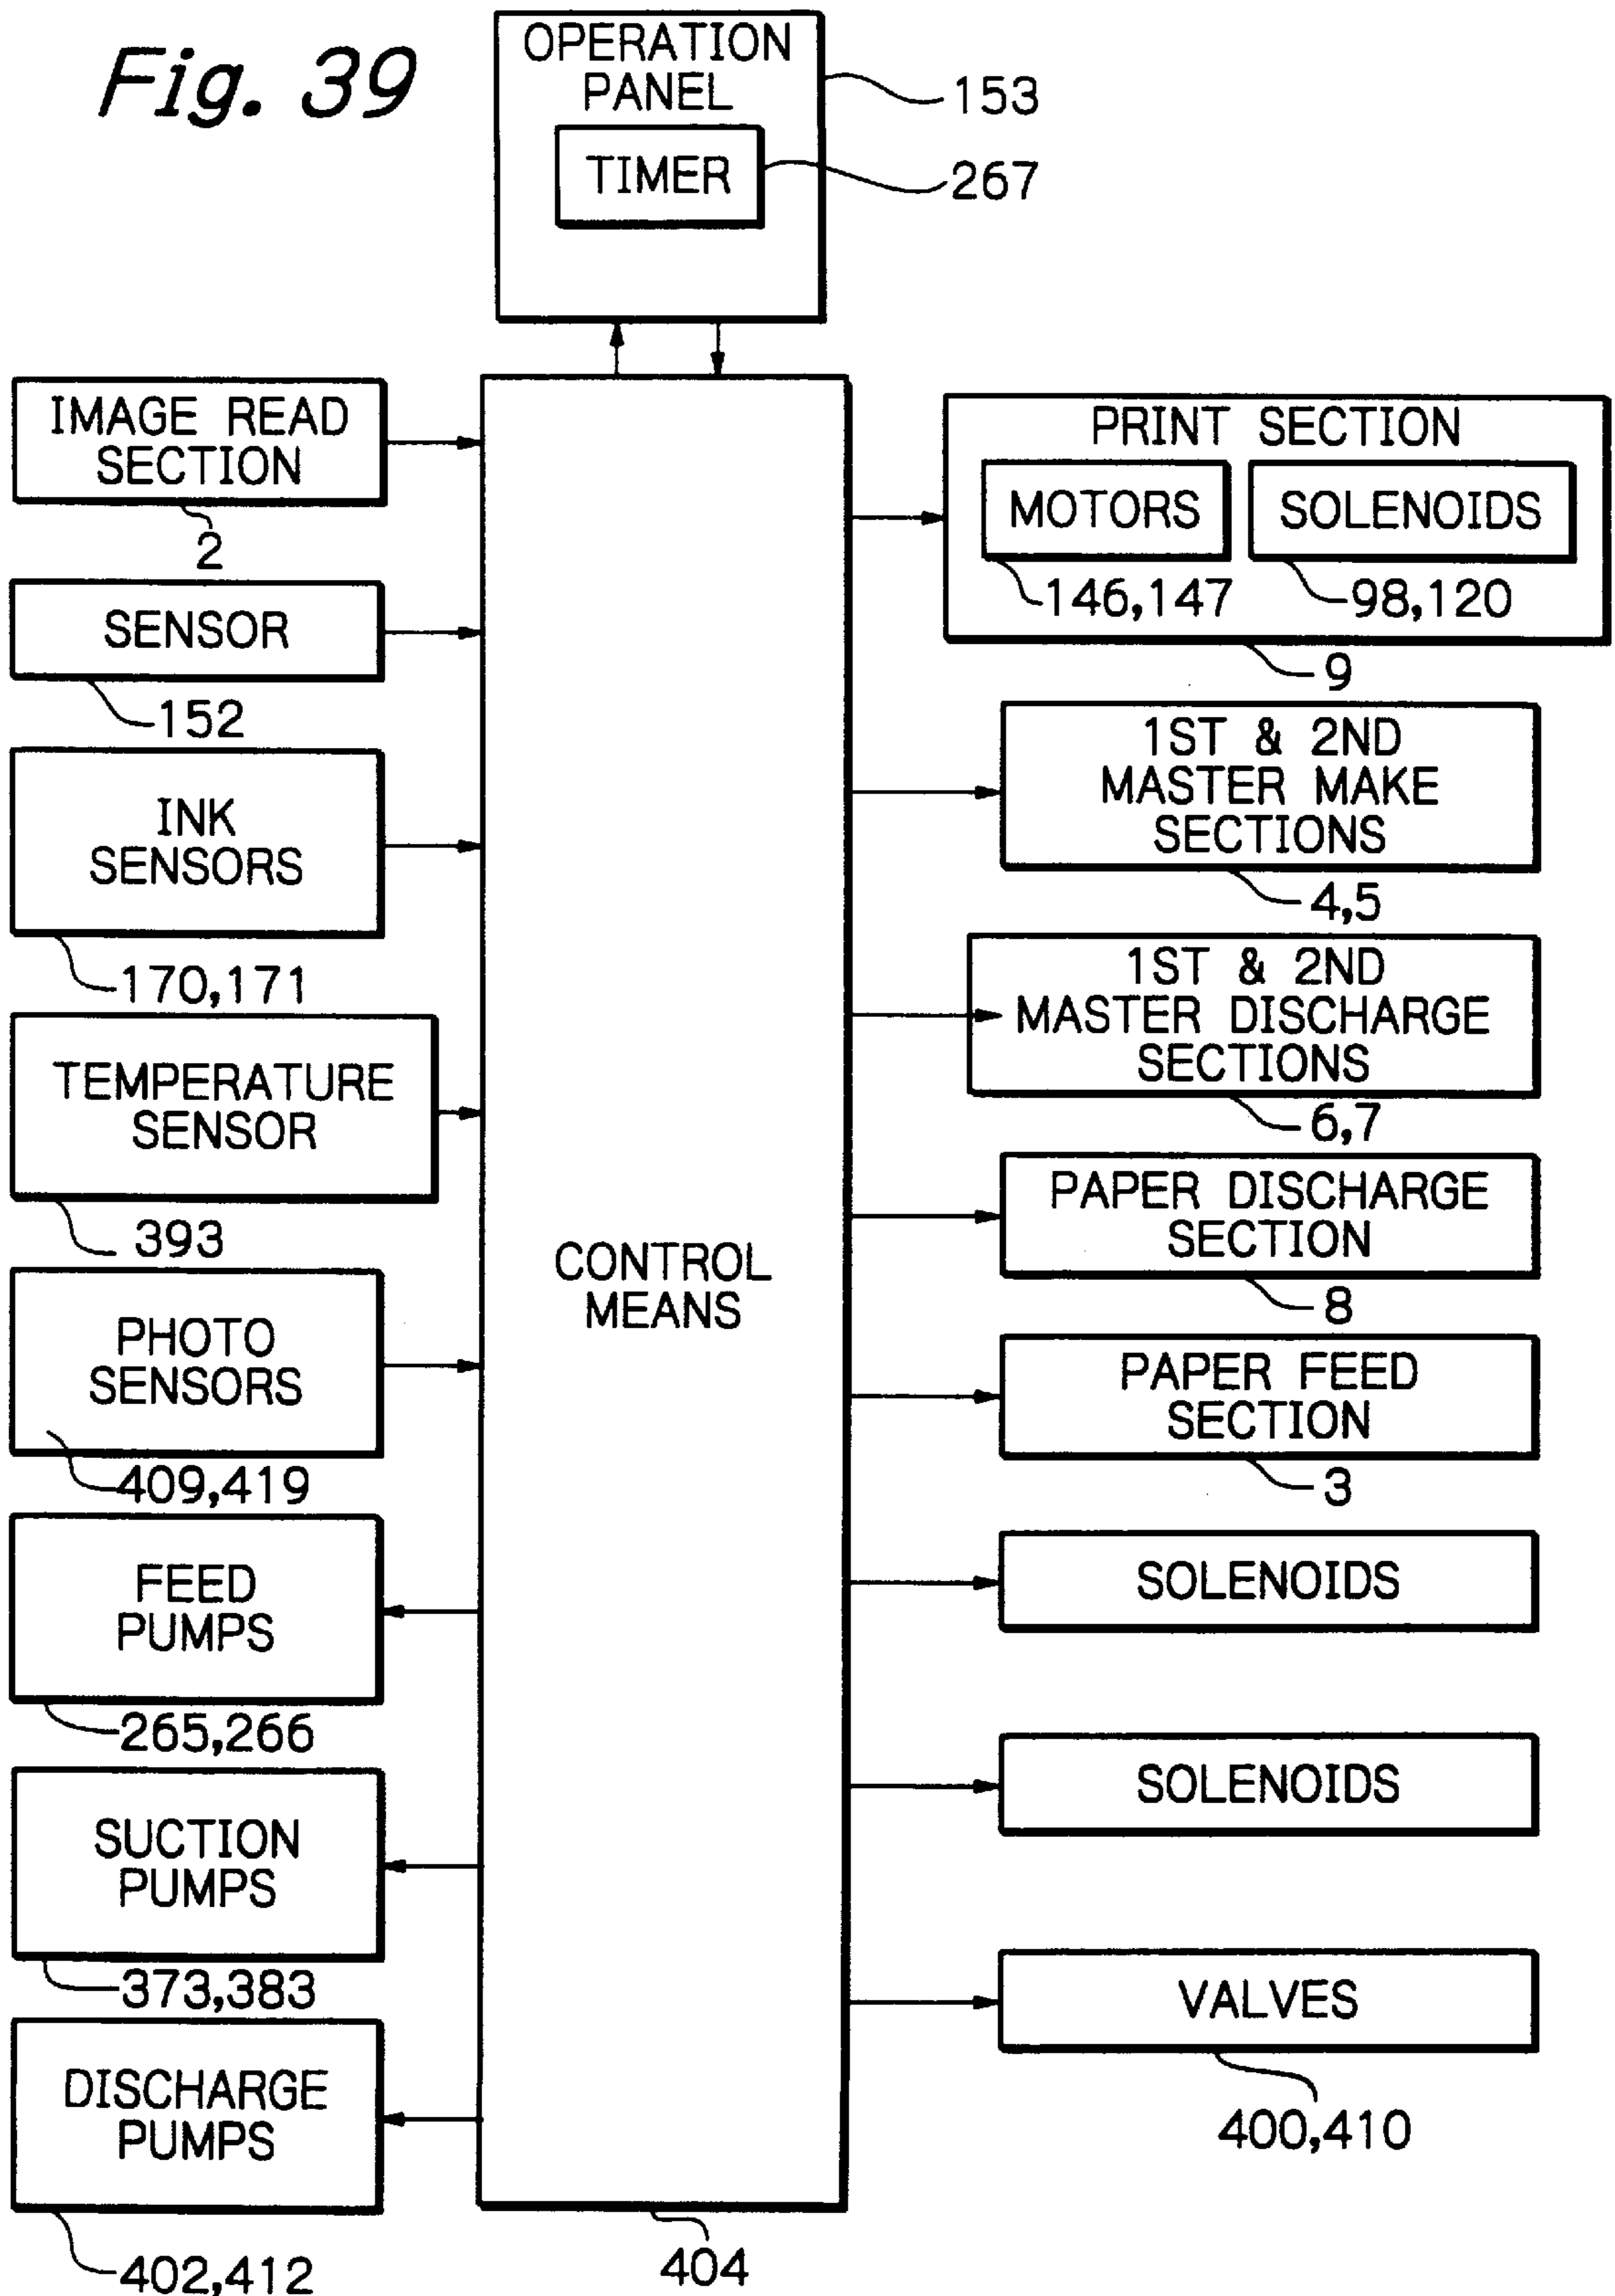 Fig. 39
OPERATION
PANEL
TIMER
153
267
IMAGE READ
SECTION
2
SENSOR
152
INK
SENSORS
170,171
TEMPERATURE
SENSOR
393
PHOTO
SENSORS
409,419
FEED
PUMPS
265,266
SUCTION
PUMPS
373,383
DISCHARGE
PUMPS
402,412
CONTROL
MEANS
404
PRINT SECTION
MOTORS
SOLENOIDS
146,147
98,120
9
1ST & 2ND
MASTER MAKE
SECTIONS
4,5
1ST & 2ND
MASTER DISCHARGE
SECTIONS
6,7
PAPER DISCHARGE
SECTION
8
PAPER FEED
SECTION
3
SOLENOIDS
SOLENOIDS
VALVES
400,410